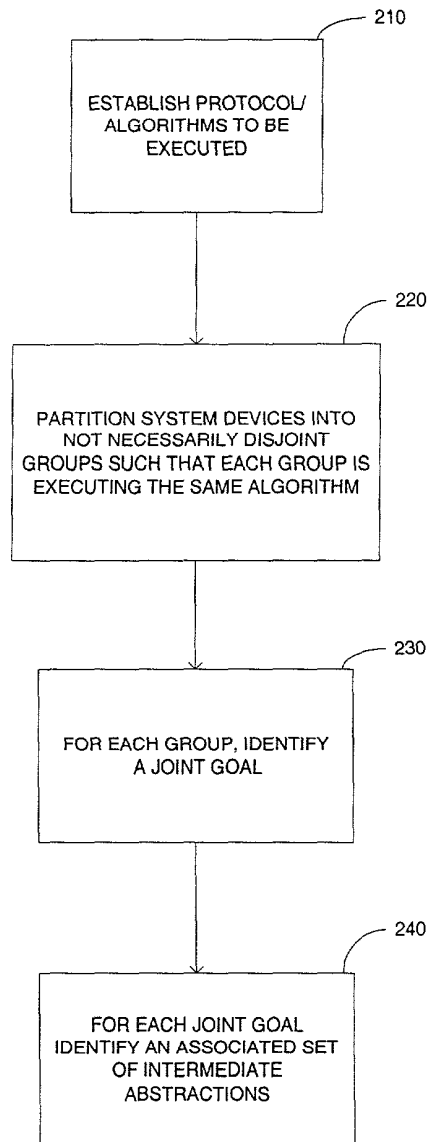 210
ESTABLISH PROTOCOL/
ALGORITHMS TO BE
EXECUTED
220
PARTITION SYSTEM DEVICES INTO
NOT NECESSARILY DISJOINT
GROUPS SUCH THAT EACH GROUP IS
EXECUTING THE SAME ALGORITHM
230
FOR EACH GROUP, IDENTIFY
A JOINT GOAL
240
FOR EACH JOINT GOAL
IDENTIFY AN ASSOCIATED SET
OF INTERMEDIATE
ABSTRACTIONS